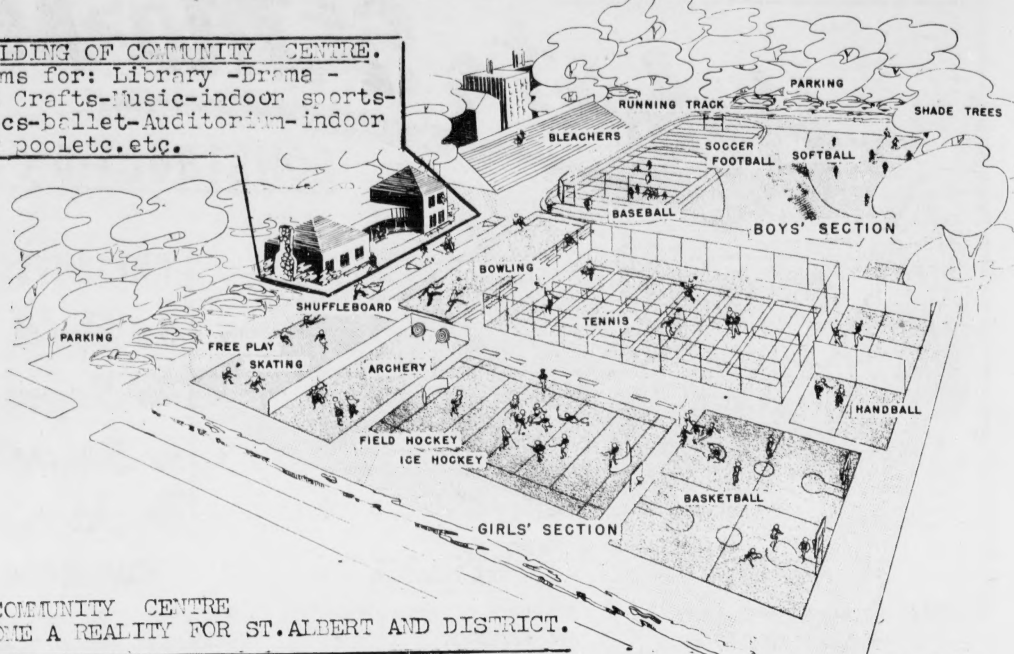 LDING OF COMMUNITY CENTRE.
ms for: Library -Drama -
Crafts-Music-indoor sports-
cs-ballet-Auditorium-indoor
pooletc.etc.
PARKING
RUNNING TRACK
SHADE TREES
BLEACHERS
SOCCER
FOOTBALL
SOFTBALL
BASEBALL
BOYS' SECTION
BOWLING
SHUFFLEBOARD
TENNIS
PARKING
FREE PLAY
SKATING
ARCHERY
HANDBALL
FIELD HOCKEY
ICE HOCKEY
BASKETBALL
GIRLS' SECTION
COMMUNITY CENTRE
OME A REALITY FOR ST.ALBERT AND DISTRICT.